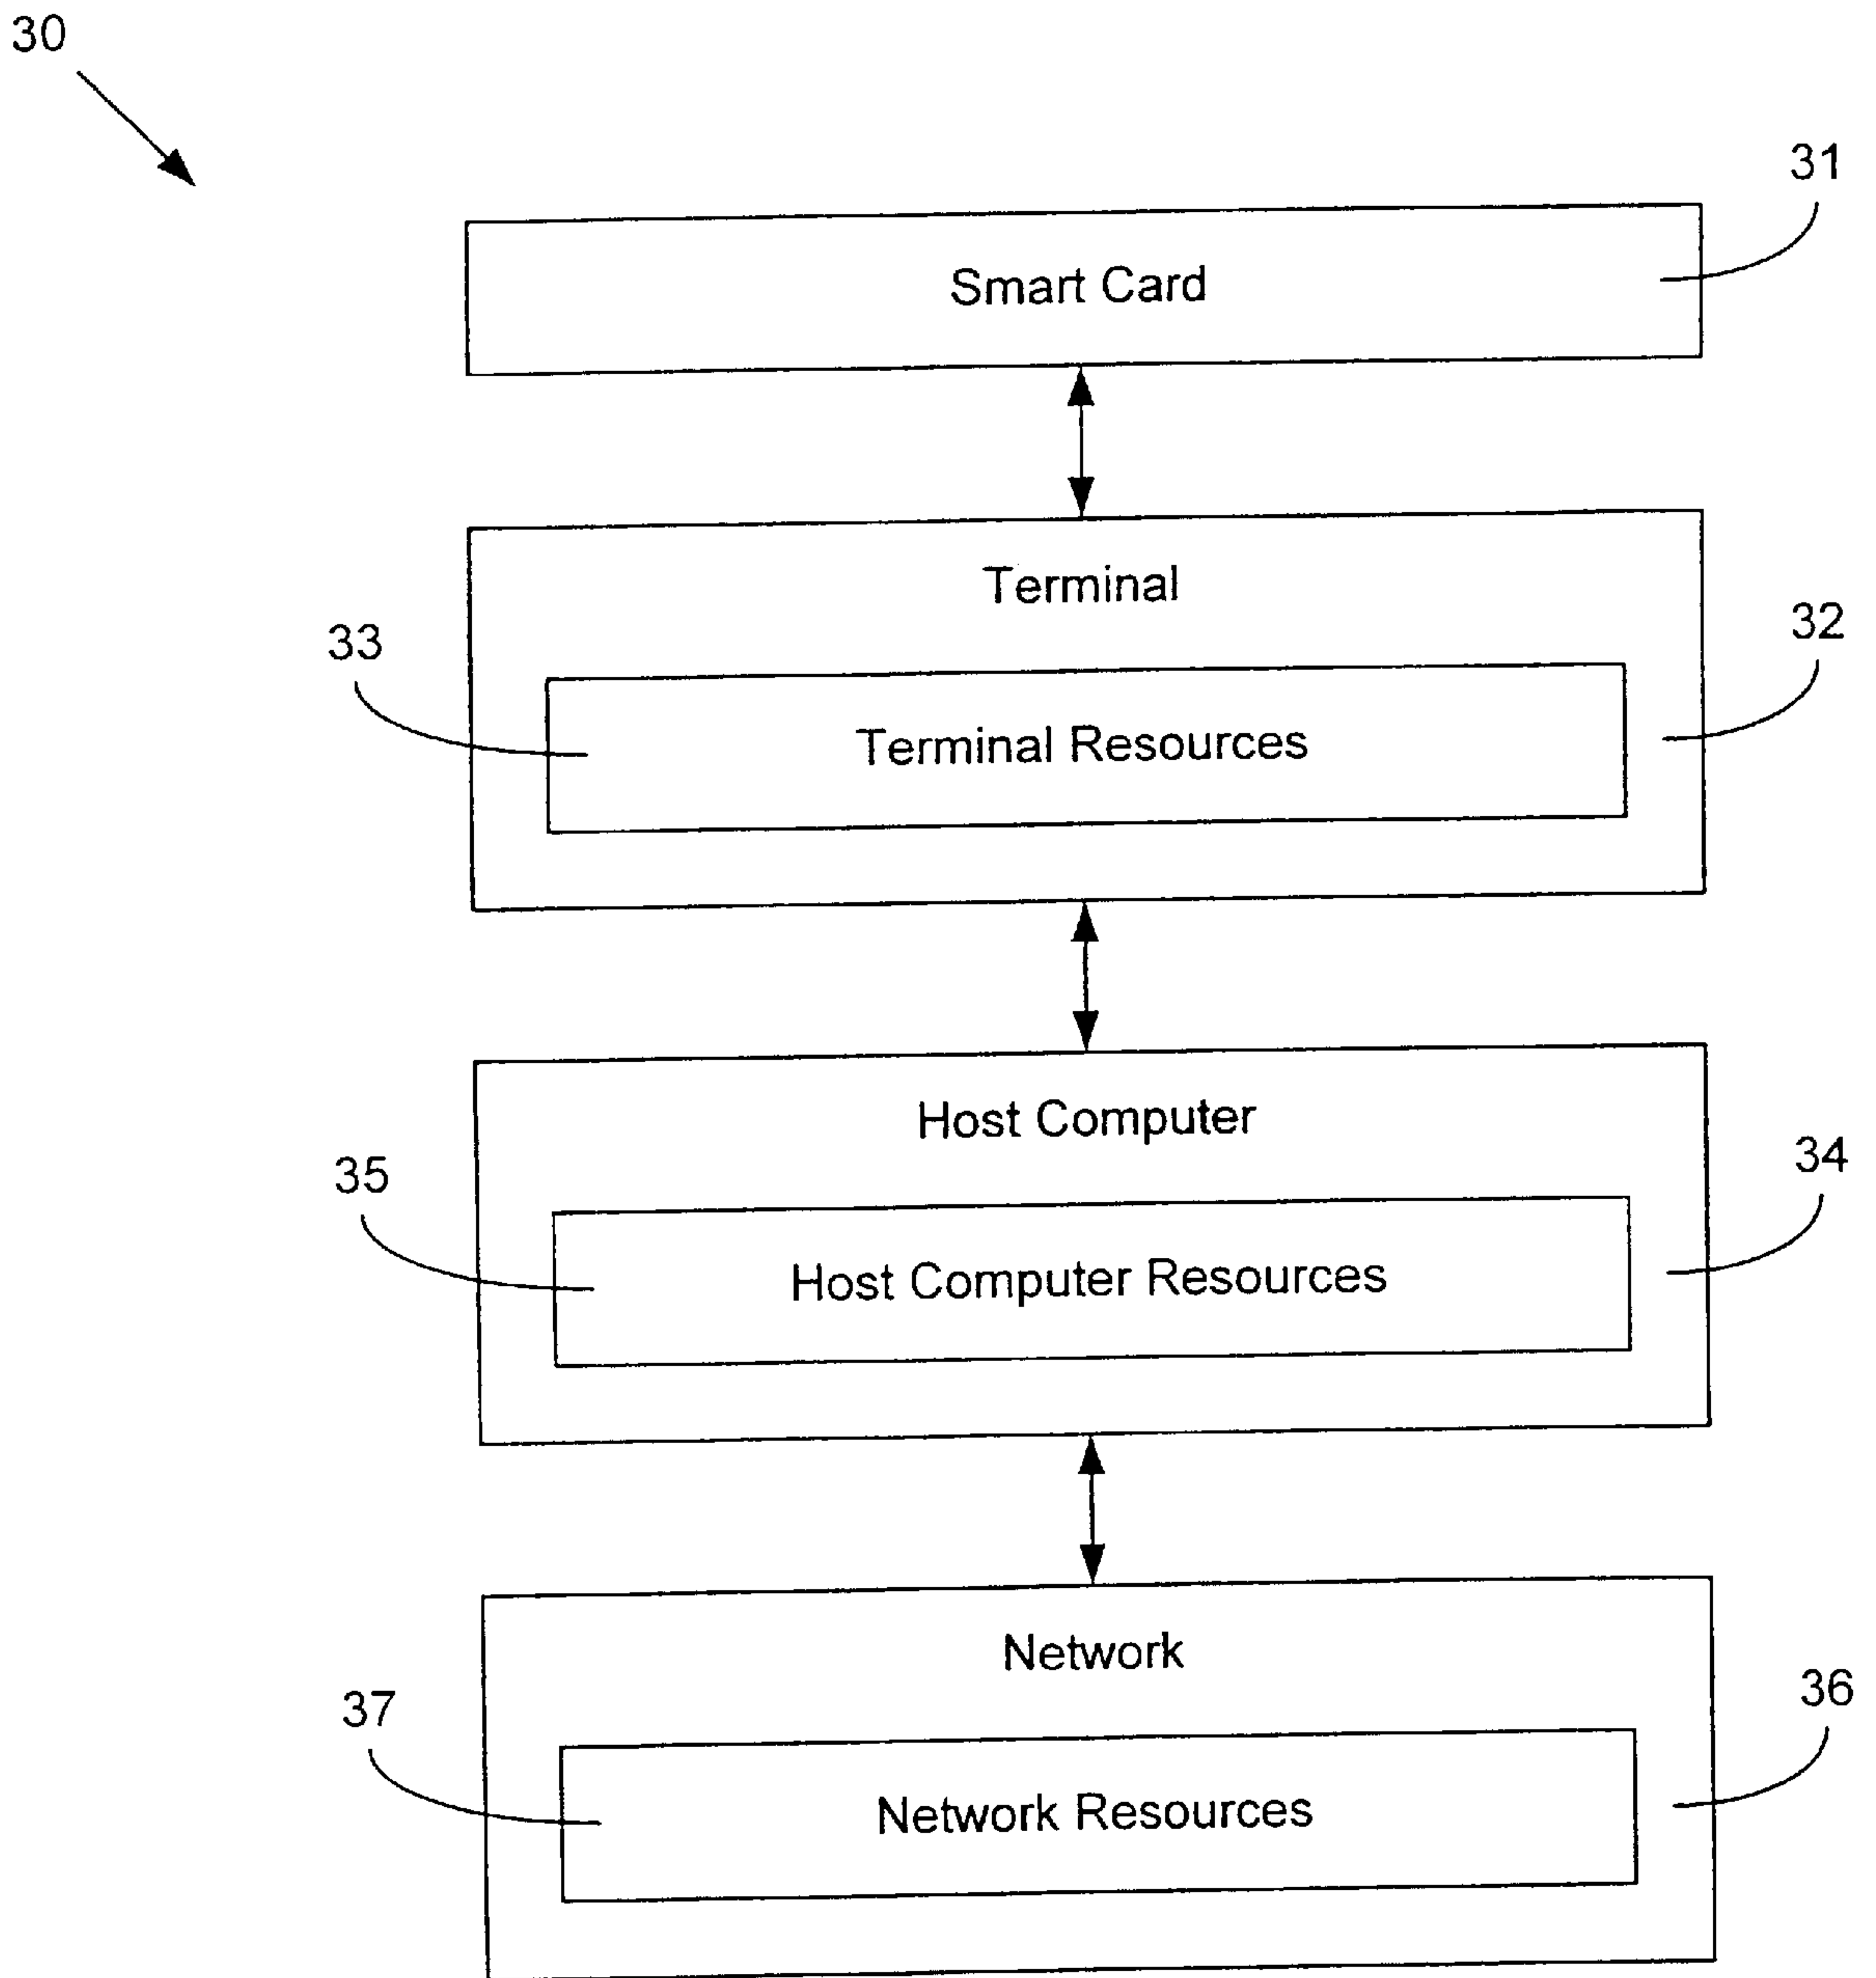 30
31
Smart Card
Terminal
33
32
Terminal Resources
Host Computer
35
34
Host Computer Resources
Network
37
36
Network Resources